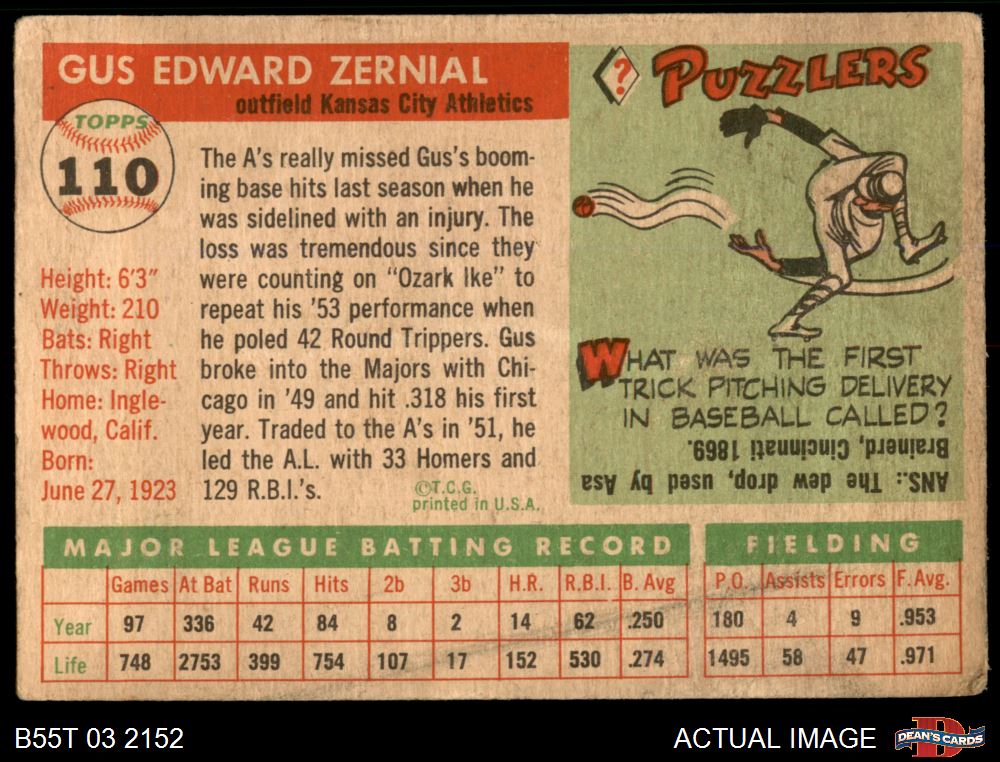 GUS EDWARD ZERNIAL
outfield Kansas City Athletics
TOPPS
110
Height: 6'3"
Weight: 210
Bats: Right
Throws: Right
Home: Ingle-
wood, Calif.
Born:
June 27, 1923
The A's really missed Gus's boom-
ing base hits last season when he
was sidelined with an injury. The
loss was tremendous since they
were counting on "Ozark Ike" to
repeat his '53 performance when
he poled 42 Round Trippers. Gus
broke into the Majors with Chi-
cago in '49 and hit .318 his first
year. Traded to the A's in '51, he
led the A.L. with 33 Homers and
129 R.B.I.'s.
©T.C.G.
printed in U.S.A.
? PUZZLERS
WHAT WAS THE FIRST
TRICK PITCHING DELIVERY
IN BASEBALL CALLED?
ANS.: The dew drop, used by Asa
Brainerd, Cincinnati 1869.
MAJOR LEAGUE BATTING RECORD
Games At Bat Runs Hits 2b 3b H.R. R.B.I. B. Avg
Year 97 336 42 84 8 2 14 62 .250
Life 748 2753 399 754 107 17 152 530 .274
FIELDING
P.O. Assists Errors F. Avg.
180 4 9 .953
1495 58 47 .971
B55T 03 2152
ACTUAL IMAGE
D
DEAN'S CARDS